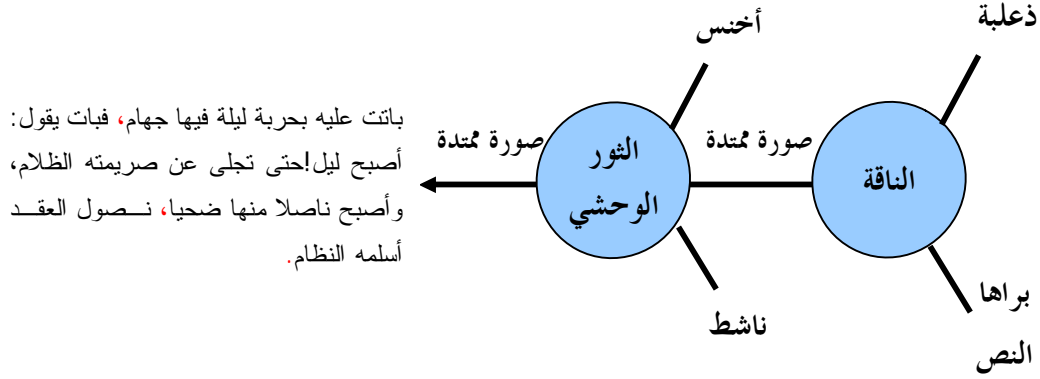 ذعلبة
أخنس
صورة ممتدة
صورة ممتدة
الناقة
الثور
الوحشي
براها
النص
ناشط
باتت عليه بحربة ليلة فيها جهام، فبات يقول:
أصبح ليل!حتى تجلى عن صريمته الظلام،
وأصبح ناصلا منها ضحيا، نــصول العقــد
أسلمه النظام.